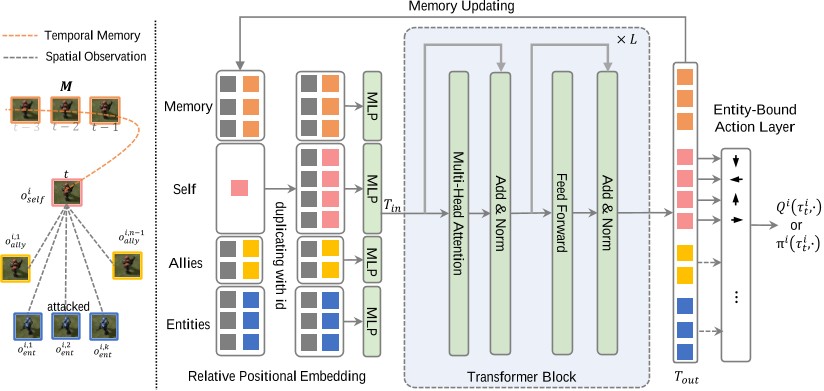 Memory Updating
Temporal Memory
Spatial Observation
M
t − 3
t − 2
t − 1
t
o^i_self
o^{i,1}_ally
o^{i,n−1}_ally
attacked
o^{i,1}_ent
o^{i,2}_ent
o^{i,k}_ent
Memory
Self
Allies
Entities
duplicating with id
MLP
MLP
MLP
MLP
T_in
× L
Multi-Head Attention
Add & Norm
Feed Forward
Add & Norm
Entity-Bound
Action Layer
...
Q^i(τ^i_t,·)
or
π^i(τ^i_t,·)
T_out
Relative Positional Embedding
Transformer Block